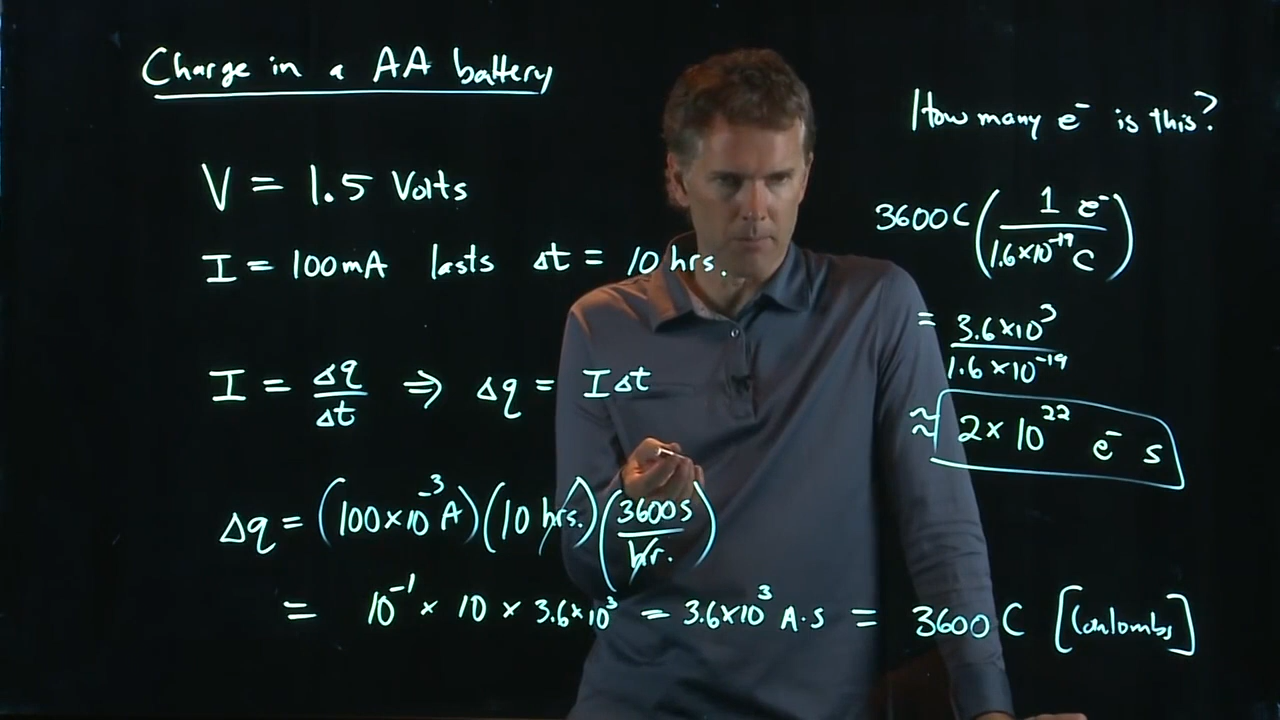 Charge in a AA battery
V = 1.5 Volts
I = 100mA lasts Δt = 10 hrs.
I = Δq/Δt ⇒ Δq = IΔt
Δq = (100×10⁻³A)(10 hrs.)(3600s/hr.)
= 10⁻¹ × 10 × 3.6×10³ = 3.6×10³ A·s = 3600 C [Coulombs]
How many e⁻ is this?
3600C(1 e⁻/1.6×10⁻¹⁹C)
= 3.6×10³/1.6×10⁻¹⁹
≈ 2×10²² e⁻ s